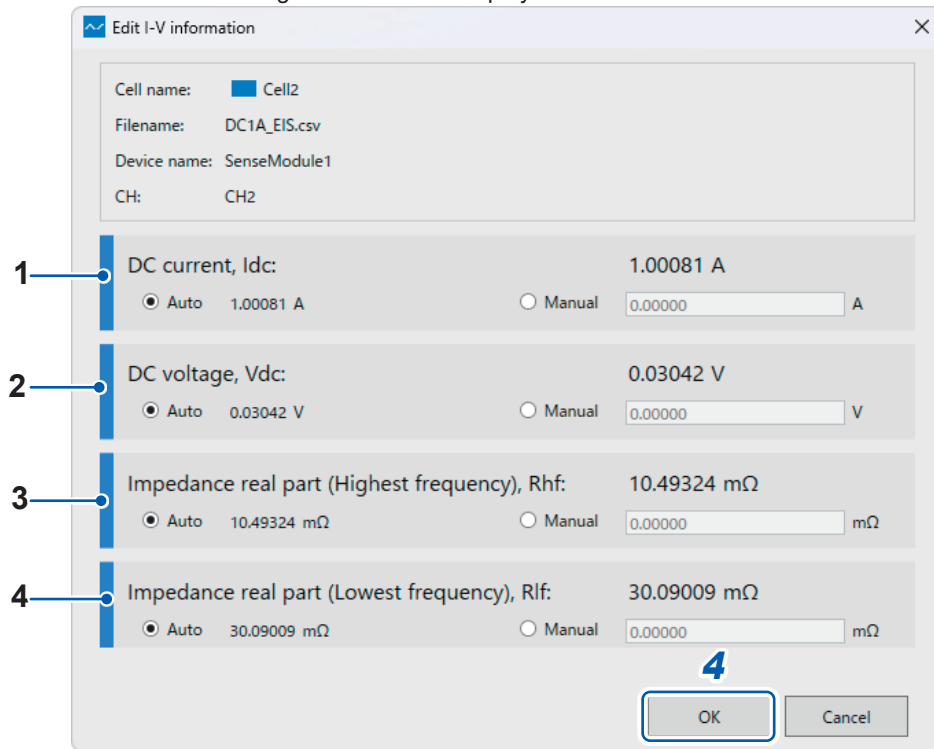 Edit I-V information
Cell name: Cell2
Filename: DC1A_EIS.csv
Device name: SenseModule1
CH: CH2
1
DC current, Idc: 1.00081 A
Auto 1.00081 A Manual 0.00000 A
2
DC voltage, Vdc: 0.03042 V
Auto 0.03042 V Manual 0.00000 V
3
Impedance real part (Highest frequency), Rhf: 10.49324 mΩ
Auto 10.49324 mΩ Manual 0.00000 mΩ
4
Impedance real part (Lowest frequency), Rlf: 30.09009 mΩ
Auto 30.09009 mΩ Manual 0.00000 mΩ
4
OK Cancel